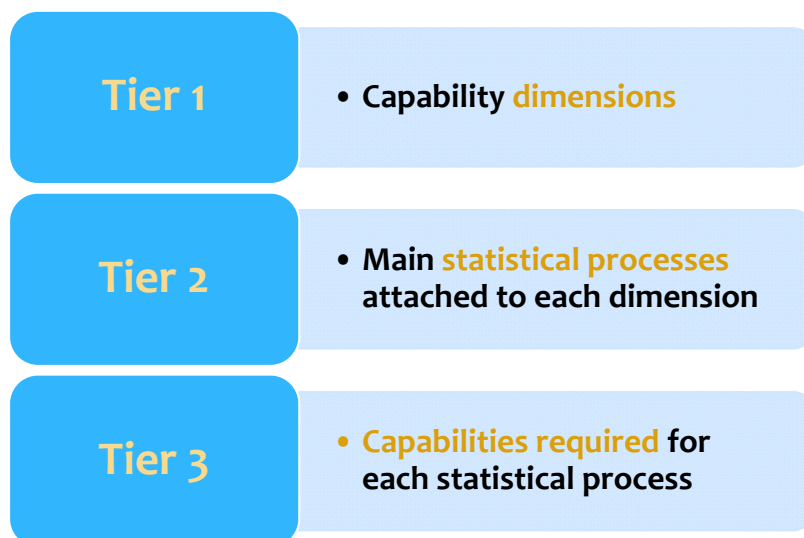 Tier 1
• Capability dimensions
Tier 2
• Main statistical processes
attached to each dimension
Tier 3
• Capabilities required for
each statistical process